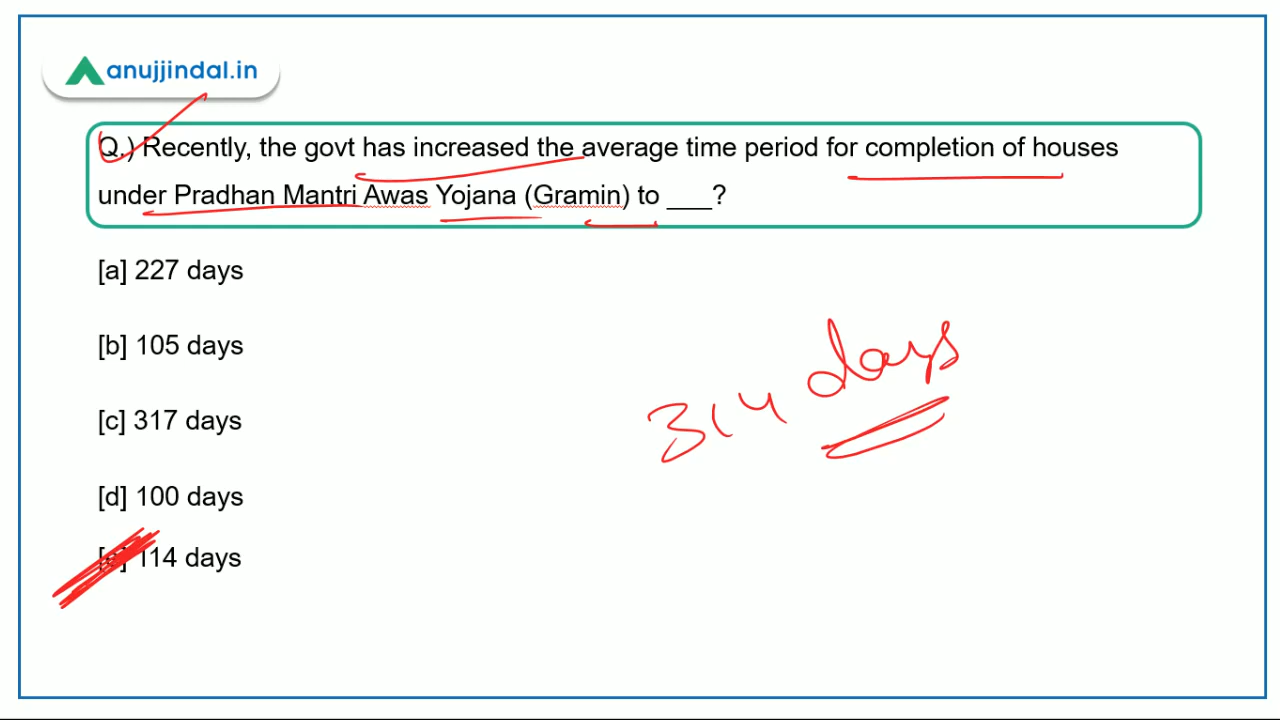 anujjindal.in
Q.) Recently, the govt has increased the average time period for completion of houses
under Pradhan Mantri Awas Yojana (Gramin) to ___?
[a] 227 days
[b] 105 days
[c] 317 days
314 days
[d] 100 days
[e] 114 days